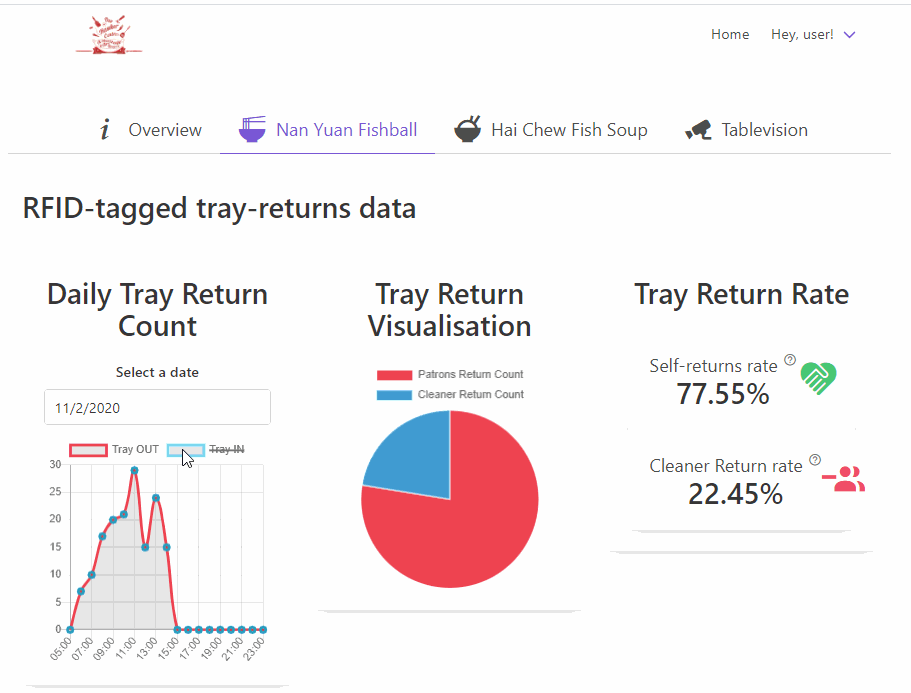 Home
Hey, user!
Overview
Nan Yuan Fishball
Hai Chew Fish Soup
Tablevision
RFID-tagged tray-returns data
Daily Tray Return
Count
Select a date
11/2/2020
Tray OUT
Tray IN
30
25
20
15
10
5
0
05:00
07:00
09:00
11:00
13:00
15:00
17:00
19:00
21:00
23:00
Tray Return
Visualisation
Patrons Return Count
Cleaner Return Count
Tray Return Rate
Self-returns rate ?
77.55%
Cleaner Return rate ?
22.45%